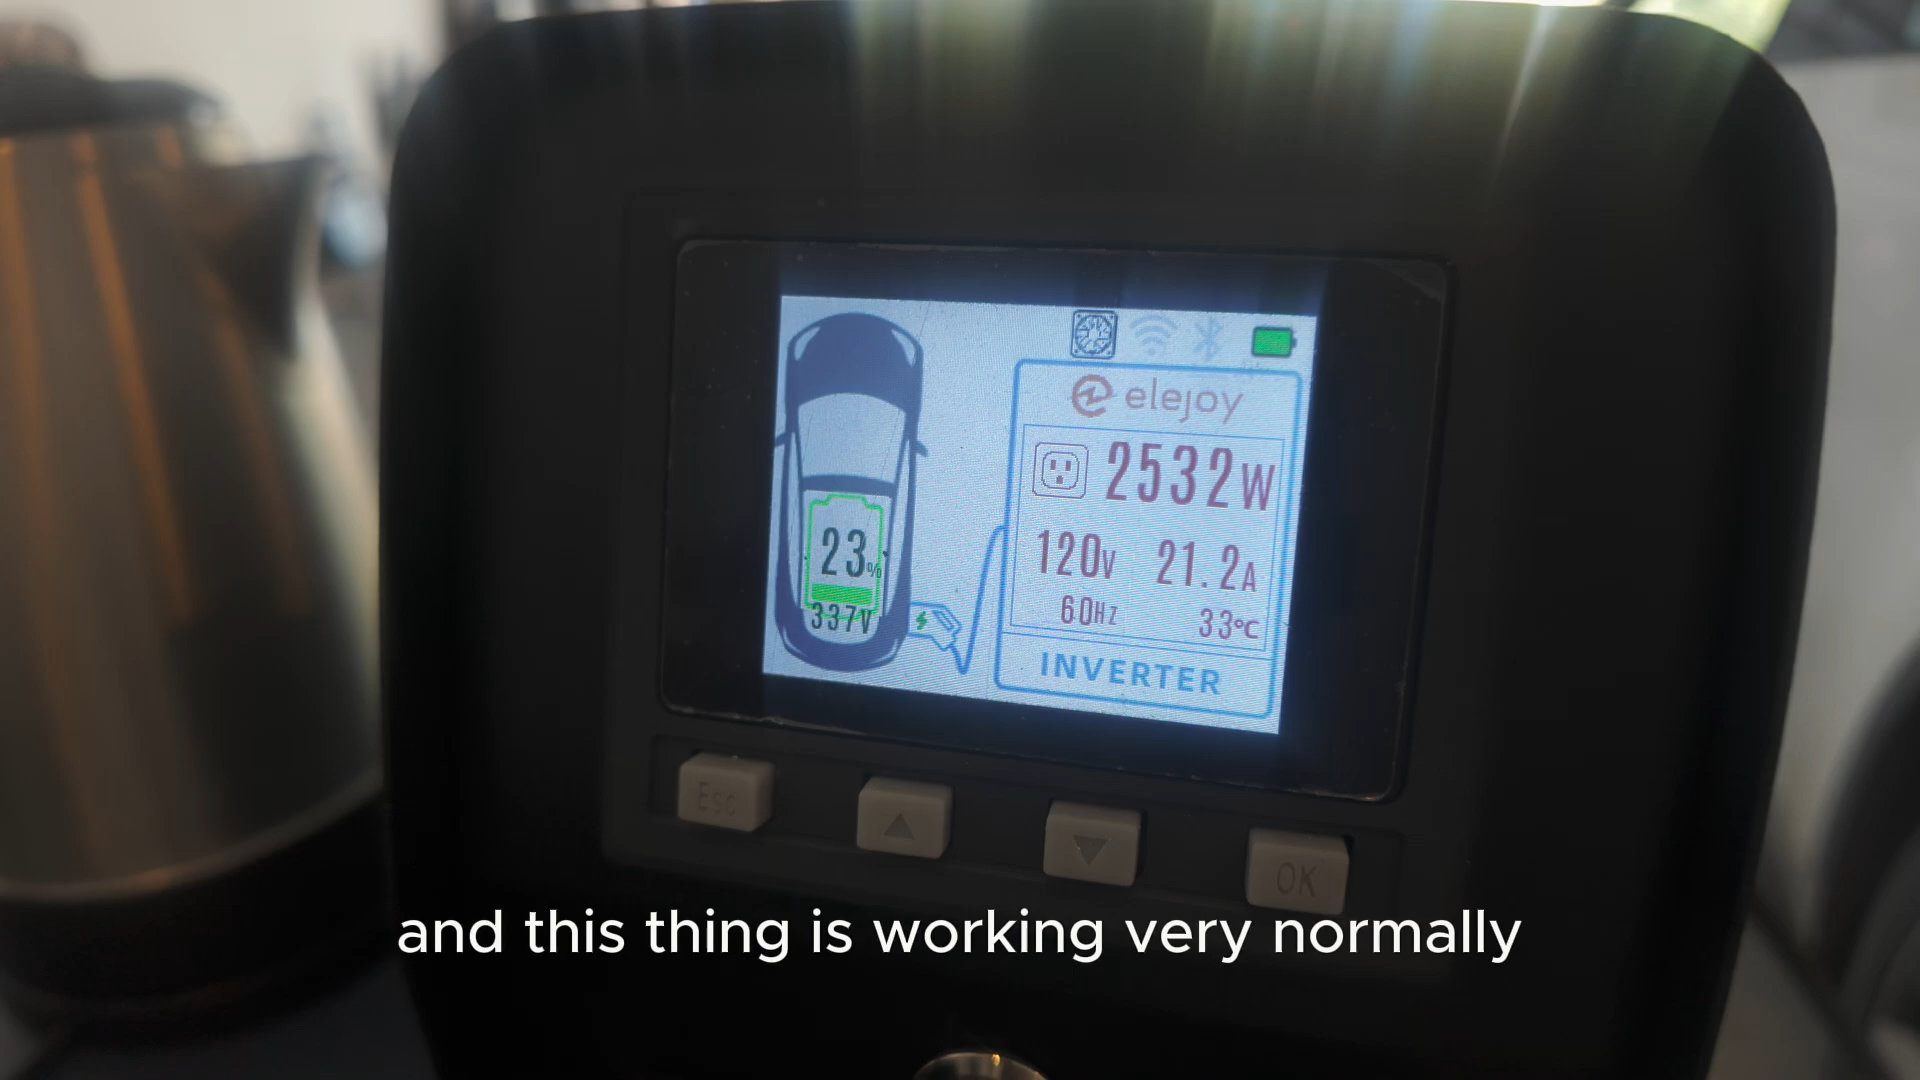 elejoy
2532W
23%
120V 21.2A
337V
60Hz 33°C
INVERTER
Esc
OK
and this thing is working very normally